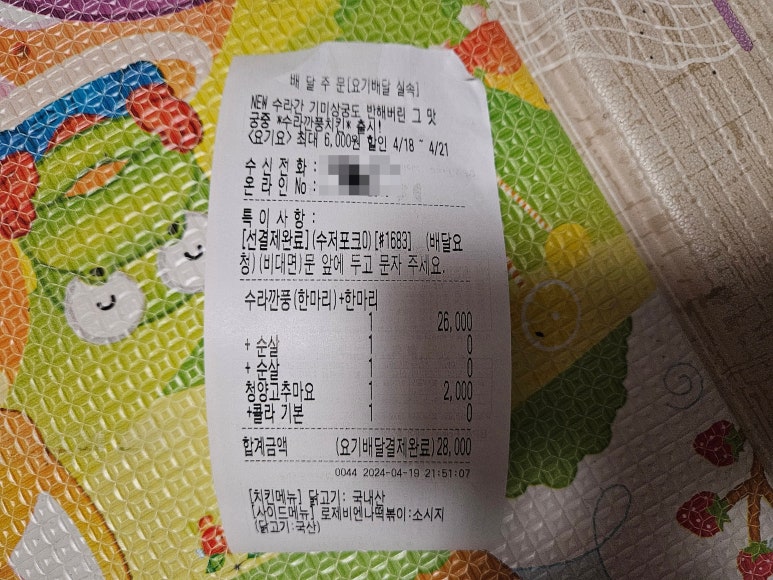 배 달 주 문[요기배달 실속]
NEW 수라간 기미상궁도 반해버린 그 맛
궁중 *수라깐풍치킨* 출시!
<요기요> 최대 6,000원 할인 4/18 ~ 4/21
수 신 전 화 :
온 라 인 No :
특 이 사 항 :
[선결제완료](수저포크O)[#1683] (배달요
청)(비대면)문 앞에 두고 문자 주세요.
수라깐풍(한마리)+한마리
1 26,000
+ 순살 1 0
+ 순살 1 0
청양고추마요 1 2,000
+콜라 기본 1 0
합계금액 (요기배달결제완료)28,000
0044 2024-04-19 21:51:07
[치킨메뉴] 닭고기: 국내산
[사이드메뉴] 로제비엔나떡볶이:소시지
(닭고기:국산)